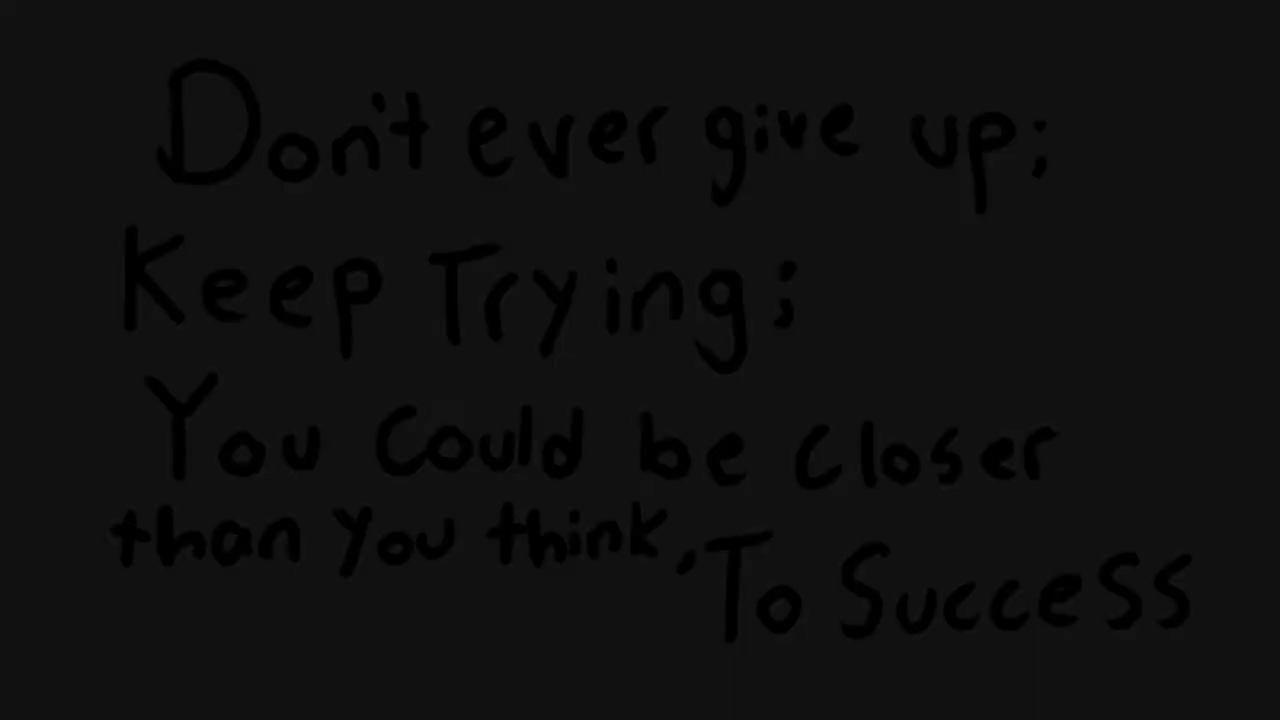 Don't ever give up;
Keep Trying;
You Could be closer
than you think,
To Success